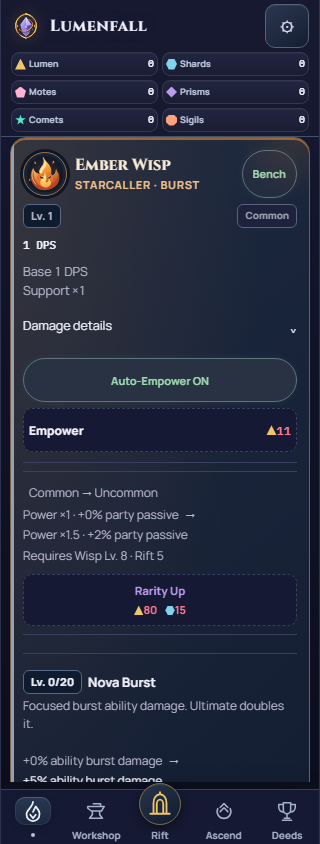 LUMENFALL
Lumen 0
Shards 0
Motes 0
Prisms 0
Comets 0
Sigils 0
EMBER WISP
STARCALLER · BURST
Bench
Lv. 1
Common
1 DPS
Base 1 DPS
Support ×1
Damage details
v
Auto-Empower ON
Empower 11
Common → Uncommon
Power ×1 · +0% party passive →
Power ×1.5 · +2% party passive
Requires Wisp Lv. 8 · Rift 5
Rarity Up
80 15
Lv. 0/20 Nova Burst
Focused burst ability damage. Ultimate doubles
it.
+0% ability burst damage →
+5% ability burst damage
Workshop
Rift
Ascend
Deeds